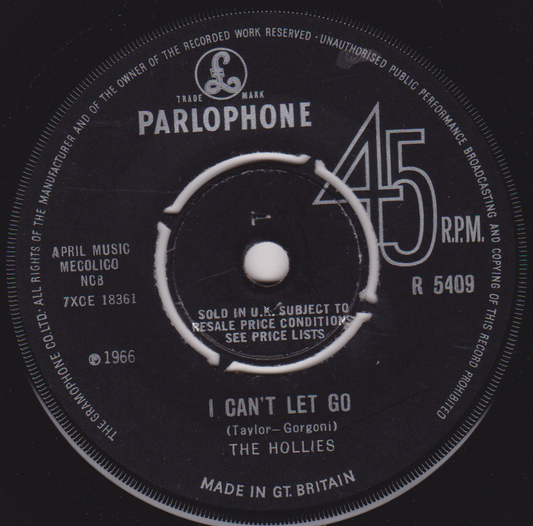 THE GRAMOPHONE CO. LTD. ALL RIGHTS OF THE MANUFACTURER AND OF THE OWNER OF THE RECORDED WORK RESERVED · UNAUTHORISED PUBLIC PERFORMANCE BROADCASTING AND COPYING OF THIS RECORD PROHIBITED
£
TRADE MARK
PARLOPHONE
45 R.P.M.
APRIL MUSIC
MECOLICO
NCB
7XCE 18361
R 5409
SOLD IN U.K. SUBJECT TO
RESALE PRICE CONDITIONS
SEE PRICE LISTS
℗ 1966
I CAN'T LET GO
(Taylor—Gorgoni)
THE HOLLIES
MADE IN GT. BRITAIN